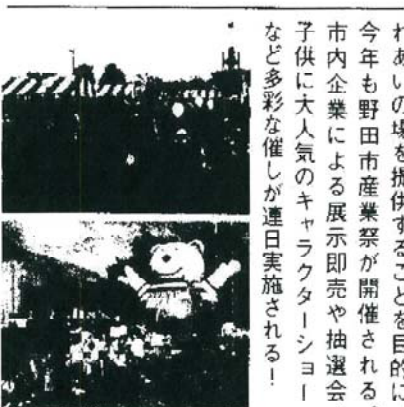 れあいの場を提供することを目的に
今年も野田市産業祭が開催される
市内企業による展示即売や抽選会
子供に大人気のキャラクターショー
など多彩な催しが連日実施される！